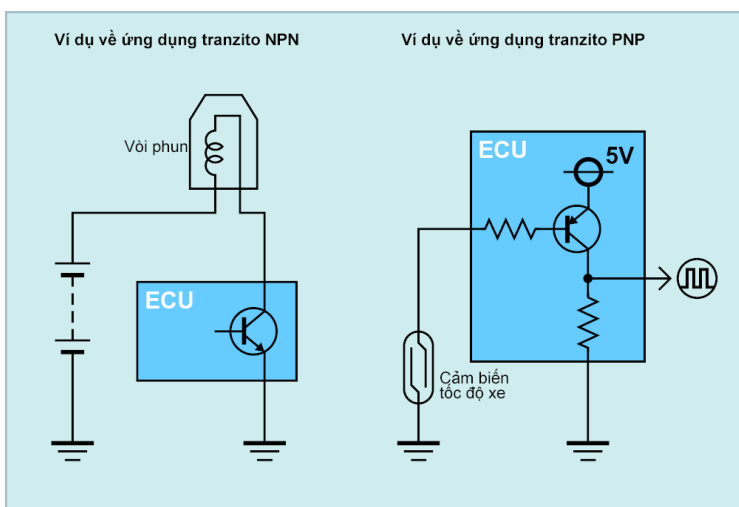 Ví dụ về ứng dụng tranzito NPN
Vòi phun
ECU
Ví dụ về ứng dụng tranzito PNP
ECU
5V
Cảm biến
tốc độ xe